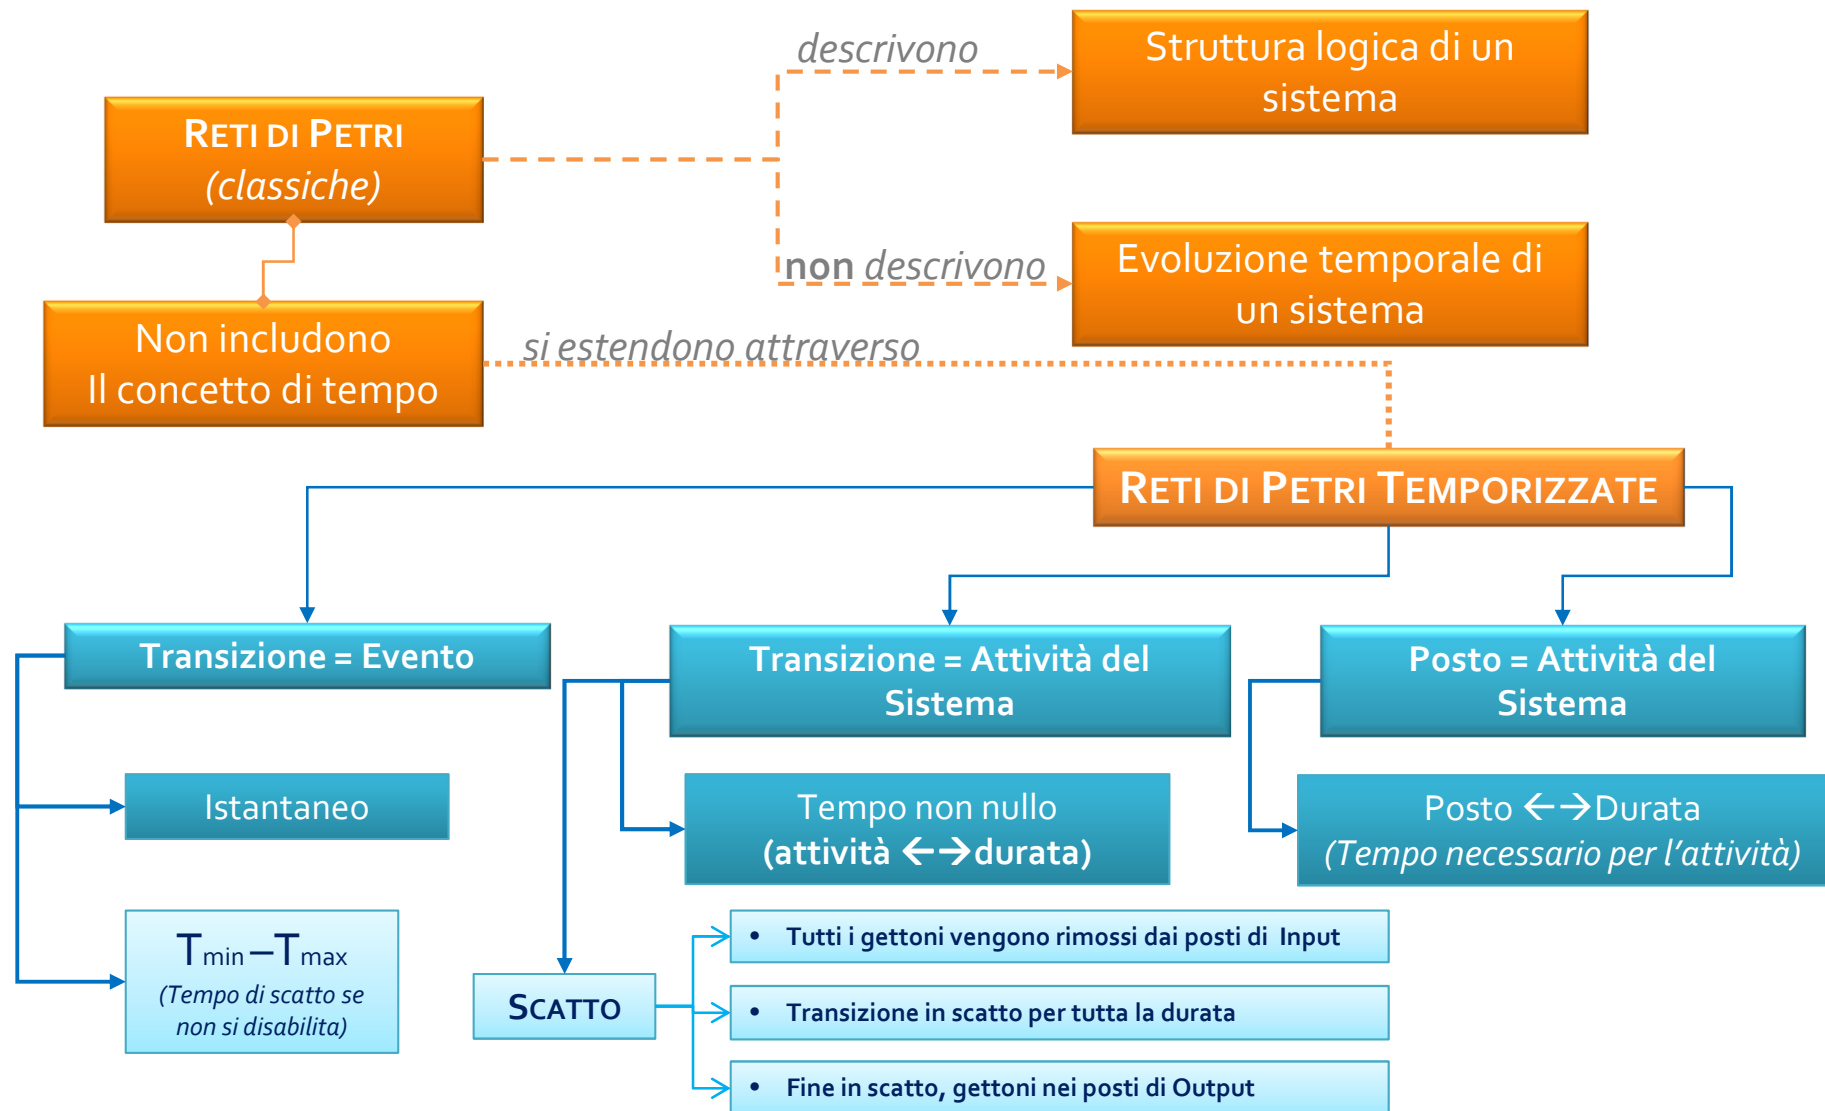 descrivono
Struttura logica di un
sistema
RETI DI PETRI
(classiche)
non descrivono
Evoluzione temporale di
un sistema
Non includono
Il concetto di tempo
si estendono attraverso
RETI DI PETRI TEMPORIZZATE
Transizione = Evento
Transizione = Attività del
Sistema
Posto = Attività del
Sistema
Istantaneo
Tempo non nullo
(attività ←→durata)
Posto ←→Durata
(Tempo necessario per l'attività)
Tmin–Tmax
(Tempo di scatto se
non si disabilita)
SCATTO
• Tutti i gettoni vengono rimossi dai posti di Input
• Transizione in scatto per tutta la durata
• Fine in scatto, gettoni nei posti di Output